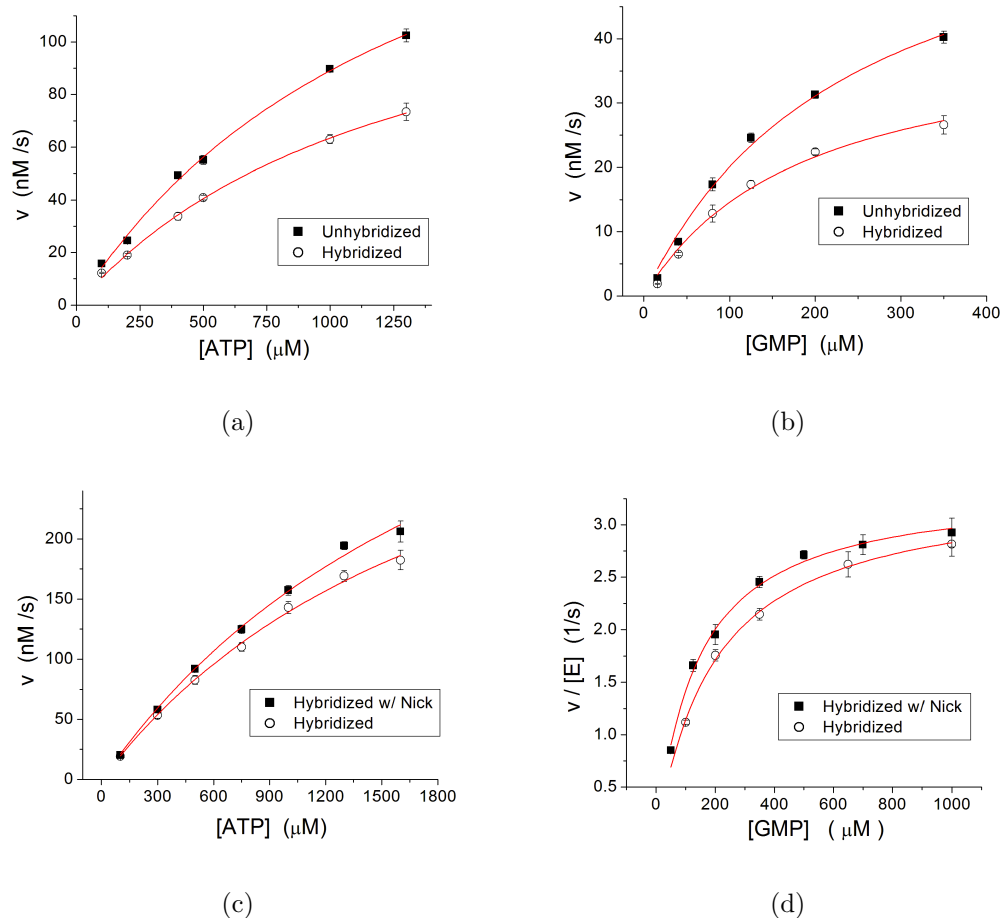 100
80
60
40
20
0
v (nM /s)
Unhybridized
Hybridized
0 250 500 750 1000 1250
[ATP] (μM)
(a)
40
30
20
10
0
v (nM /s)
Unhybridized
Hybridized
0 100 200 300 400
[GMP] (μM)
(b)
200
150
100
50
0
v (nM /s)
Hybridized w/ Nick
Hybridized
0 300 600 900 1200 1500 1800
[ATP] (μM)
(c)
3.0
2.5
2.0
1.5
1.0
0.5
v / [E] (1/s)
Hybridized w/ Nick
Hybridized
0 200 400 600 800 1000
[GMP] ( μM )
(d)